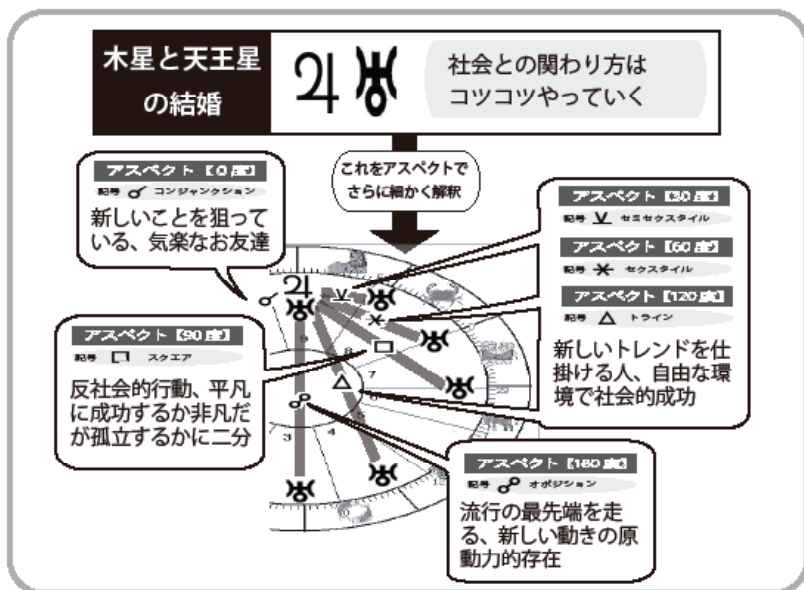 木星と天王星
の結婚
♃ ♅
社会との関わり方は
コツコツやっていく
これをアスペクトで
さらに細かく解釈
アスペクト【0度】
記号 ☌ コンジャンクション
新しいことを狙って
いる、気楽なお友達
アスペクト【30度】
記号 ⚺ セミセクスタイル
アスペクト【60度】
記号 ⚹ セクスタイル
アスペクト【120度】
記号 △ トライン
新しいトレンドを仕
掛ける人、自由な環
境で社会的成功
アスペクト【90度】
記号 □ スクエア
反社会的行動、平凡
に成功するか非凡だ
が孤立するかに二分
アスペクト【180度】
記号 ☍ オポジション
流行の最先端を走
る、新しい動きの原
動力的存在
9
8
7
6
5
4
3